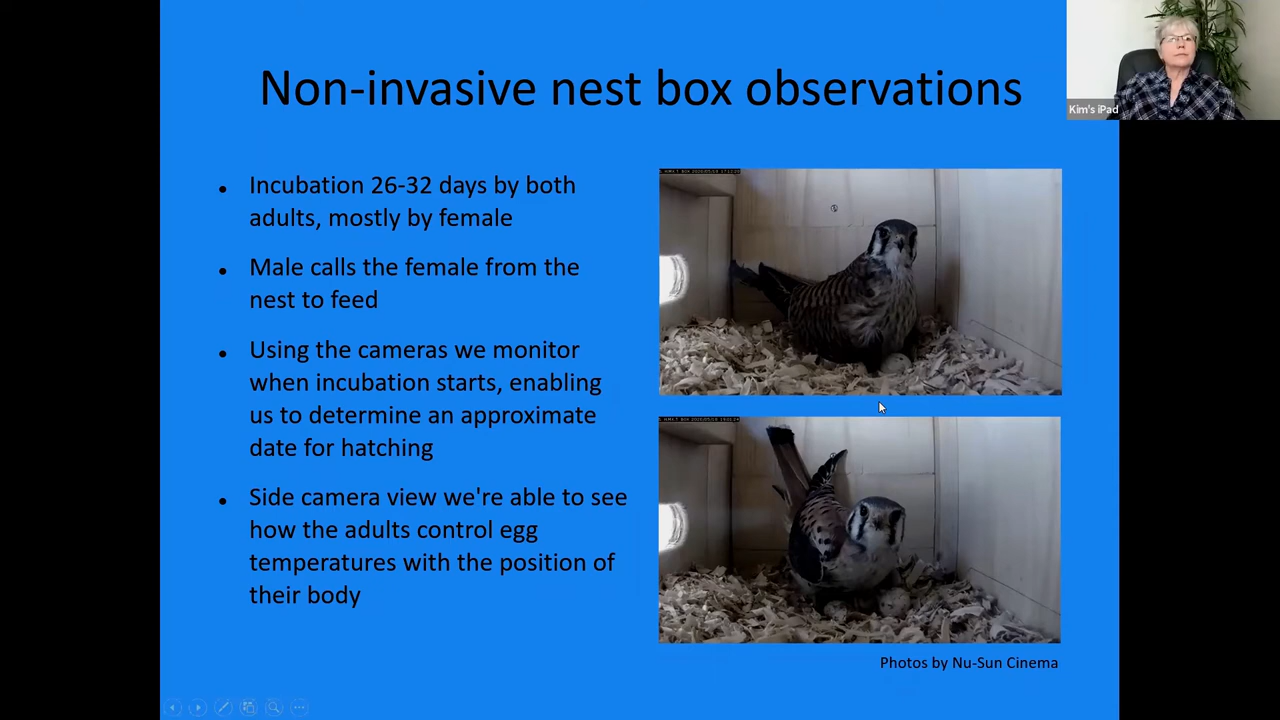 Non-invasive nest box observations
Kim's iPad
• Incubation 26-32 days by both
adults, mostly by female
• Male calls the female from the
nest to feed
• Using the cameras we monitor
when incubation starts, enabling
us to determine an approximate
date for hatching
• Side camera view we're able to see
how the adults control egg
temperatures with the position of
their body
Photos by Nu-Sun Cinema